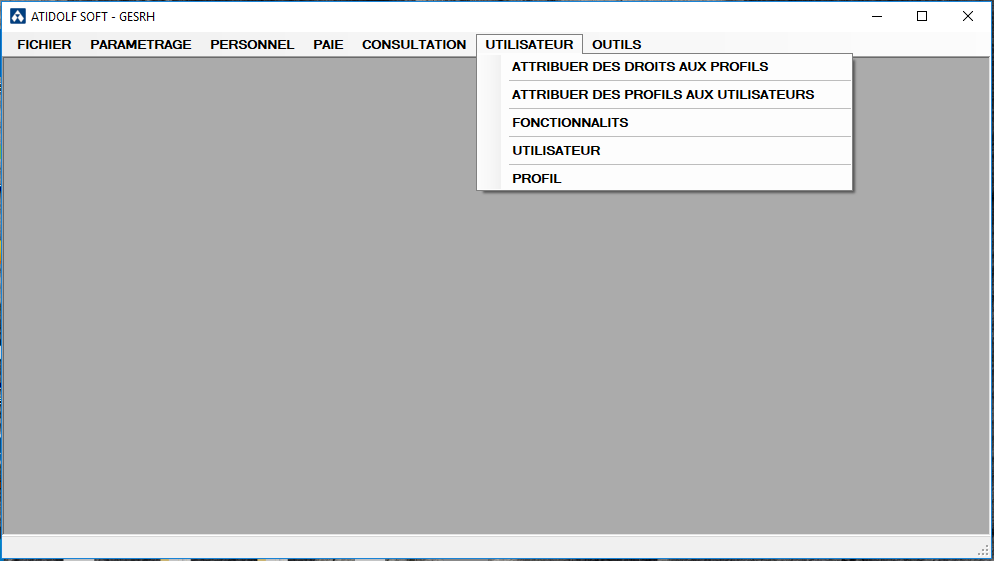 ATIDOLF SOFT - GESRH
FICHIER PARAMETRAGE PERSONNEL PAIE CONSULTATION UTILISATEUR OUTILS
ATTRIBUER DES DROITS AUX PROFILS
ATTRIBUER DES PROFILS AUX UTILISATEURS
FONCTIONNALITS
UTILISATEUR
PROFIL